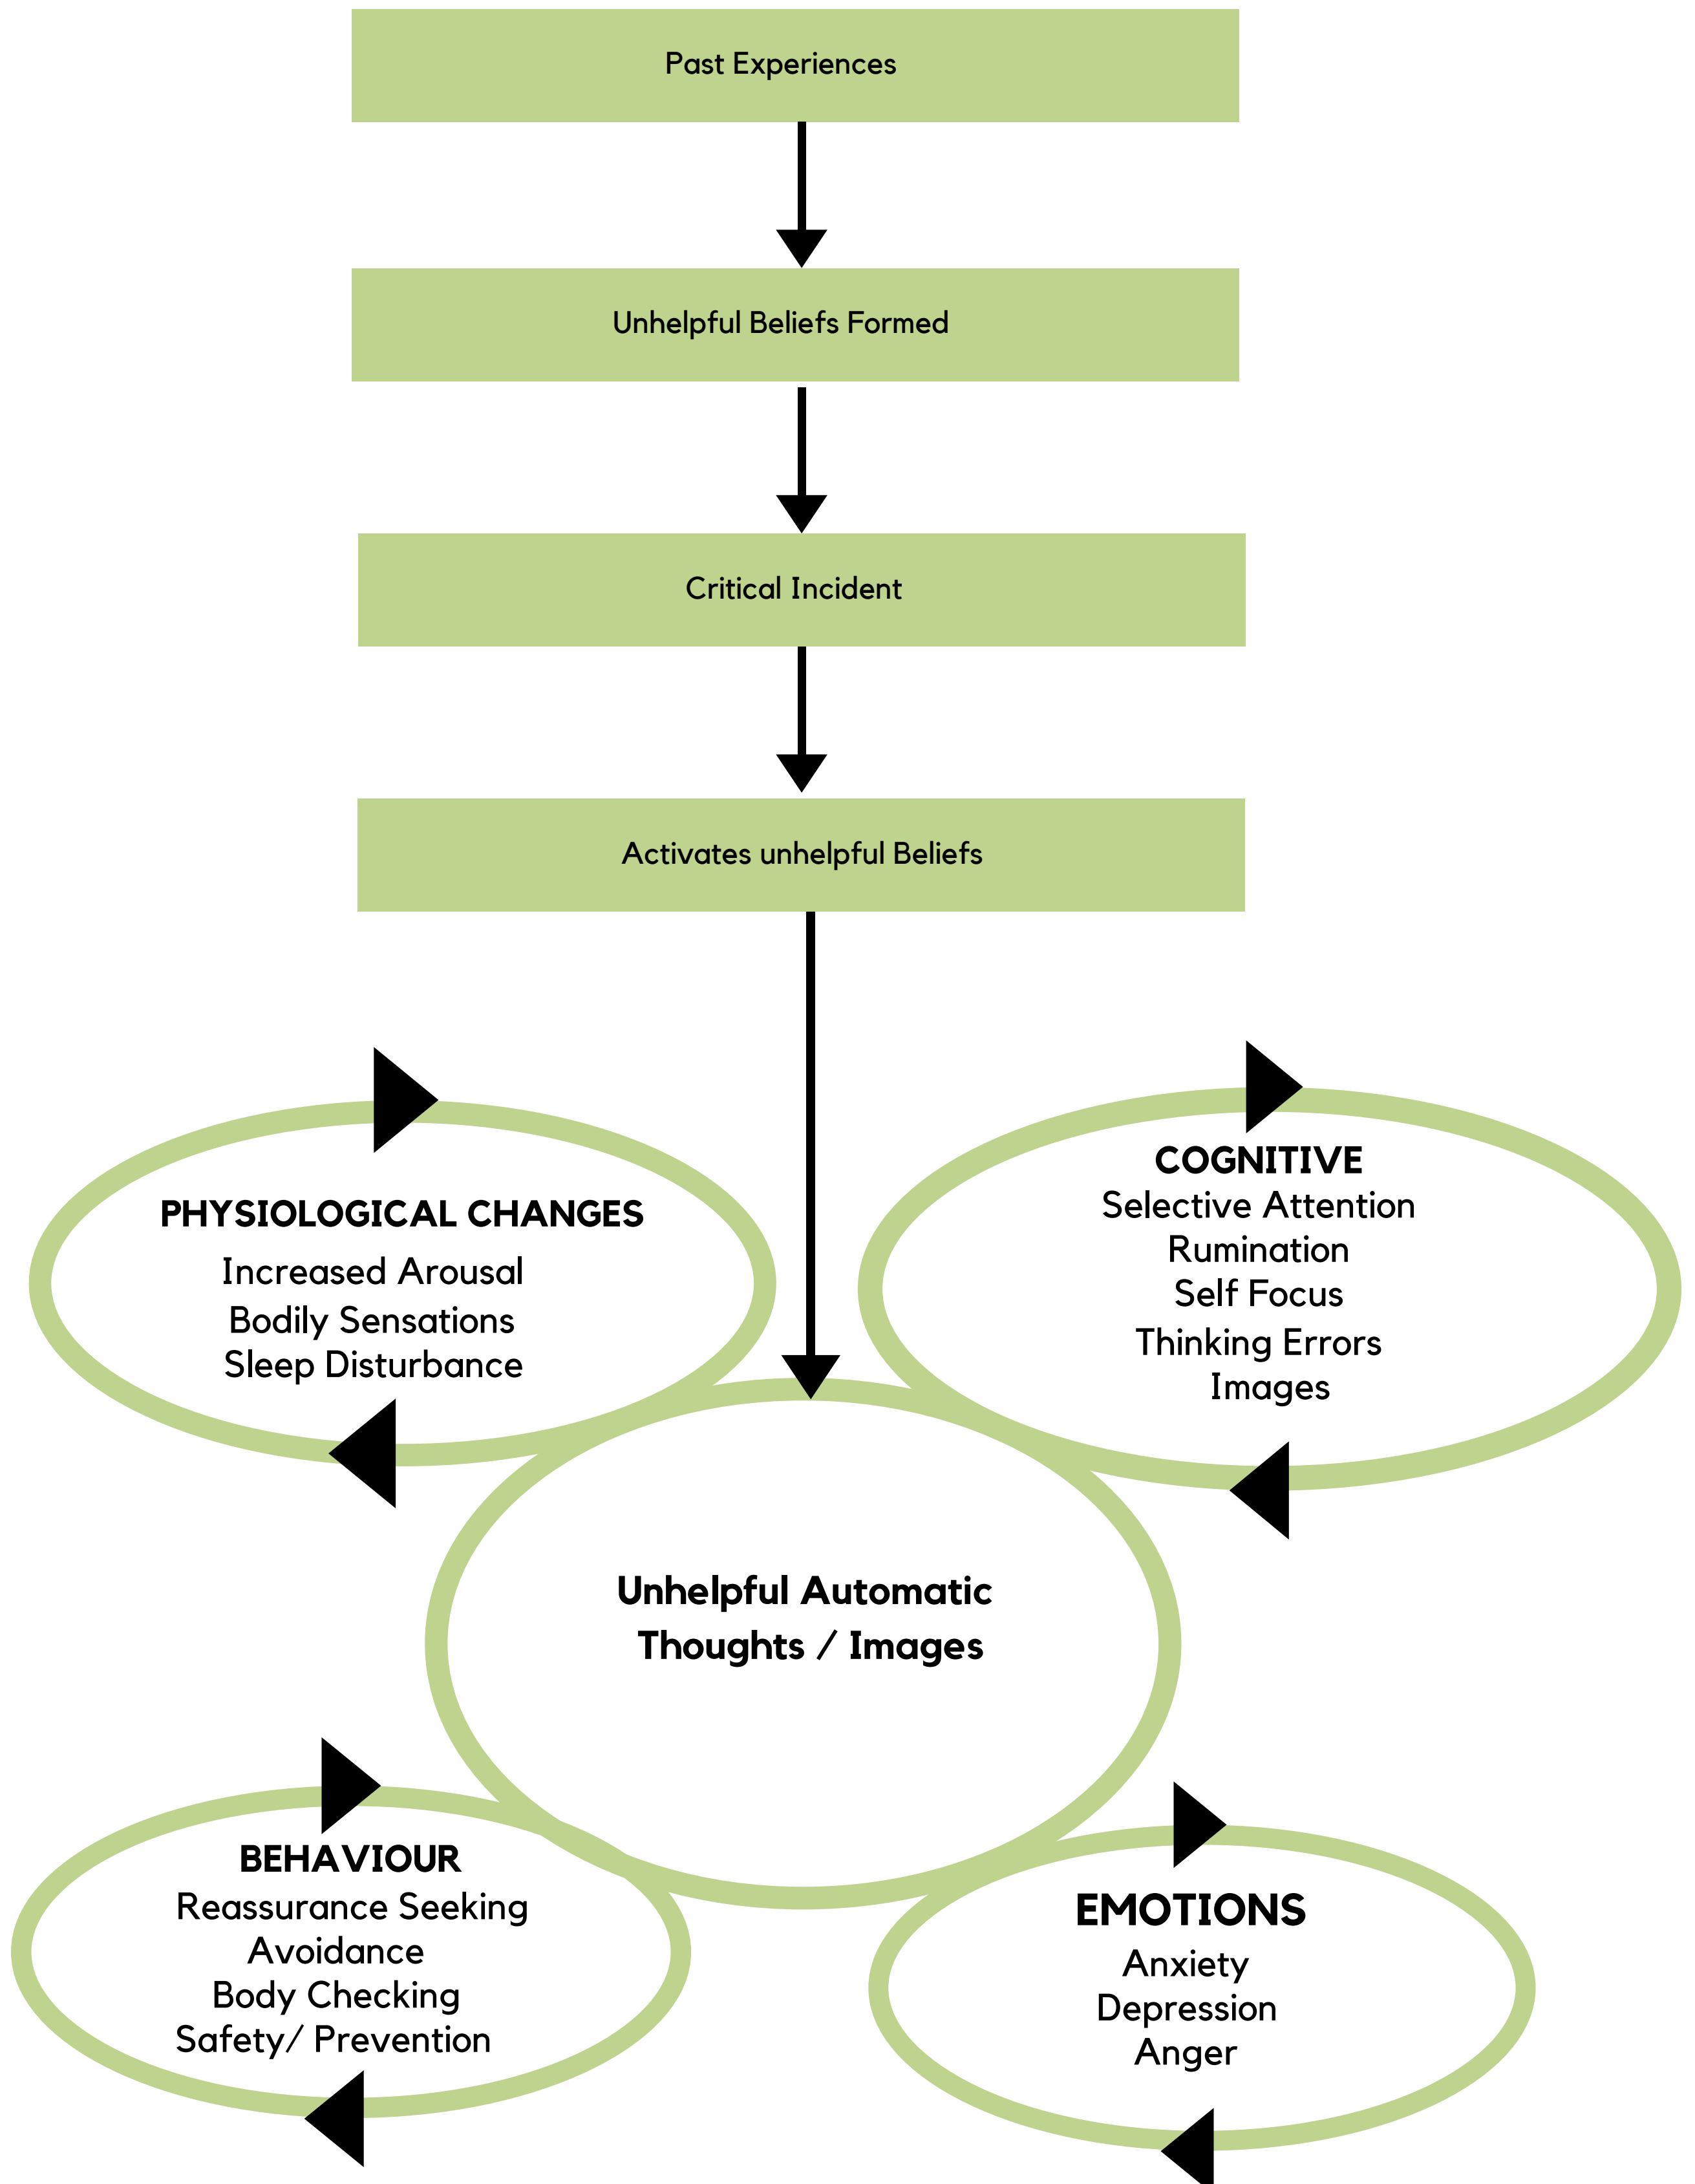 Past Experiences
Unhelpful Beliefs Formed
Critical Incident
Activates unhelpful Beliefs
PHYSIOLOGICAL CHANGES
Increased Arousal
Bodily Sensations
Sleep Disturbance
COGNITIVE
Selective Attention
Rumination
Self Focus
Thinking Errors
Images
Unhelpful Automatic
Thoughts / Images
BEHAVIOUR
Reassurance Seeking
Avoidance
Body Checking
Safety/ Prevention
EMOTIONS
Anxiety
Depression
Anger